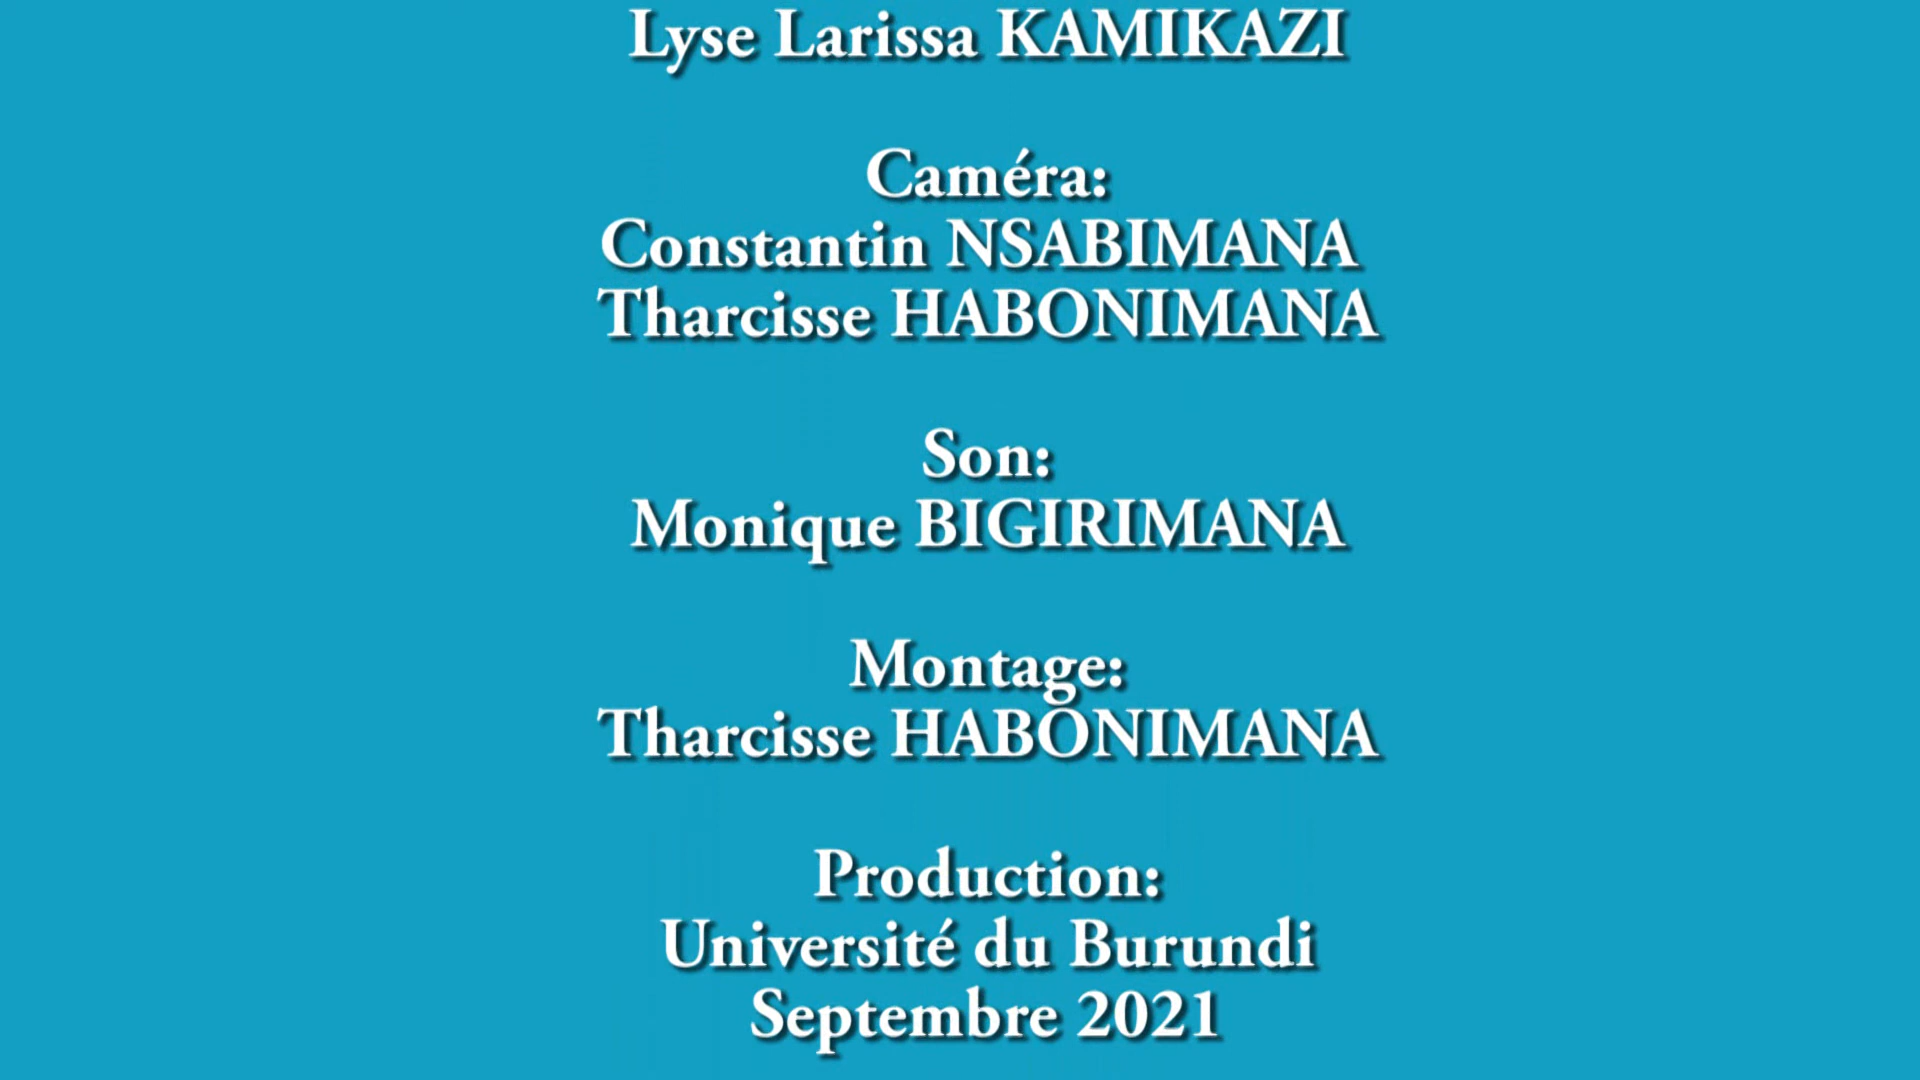 Lyse Larissa KAMIKAZI
Caméra:
Constantin NSABIMANA
Tharcisse HABONIMANA
Son:
Monique BIGIRIMANA
Montage:
Tharcisse HABONIMANA
Production:
Université du Burundi
Septembre 2021